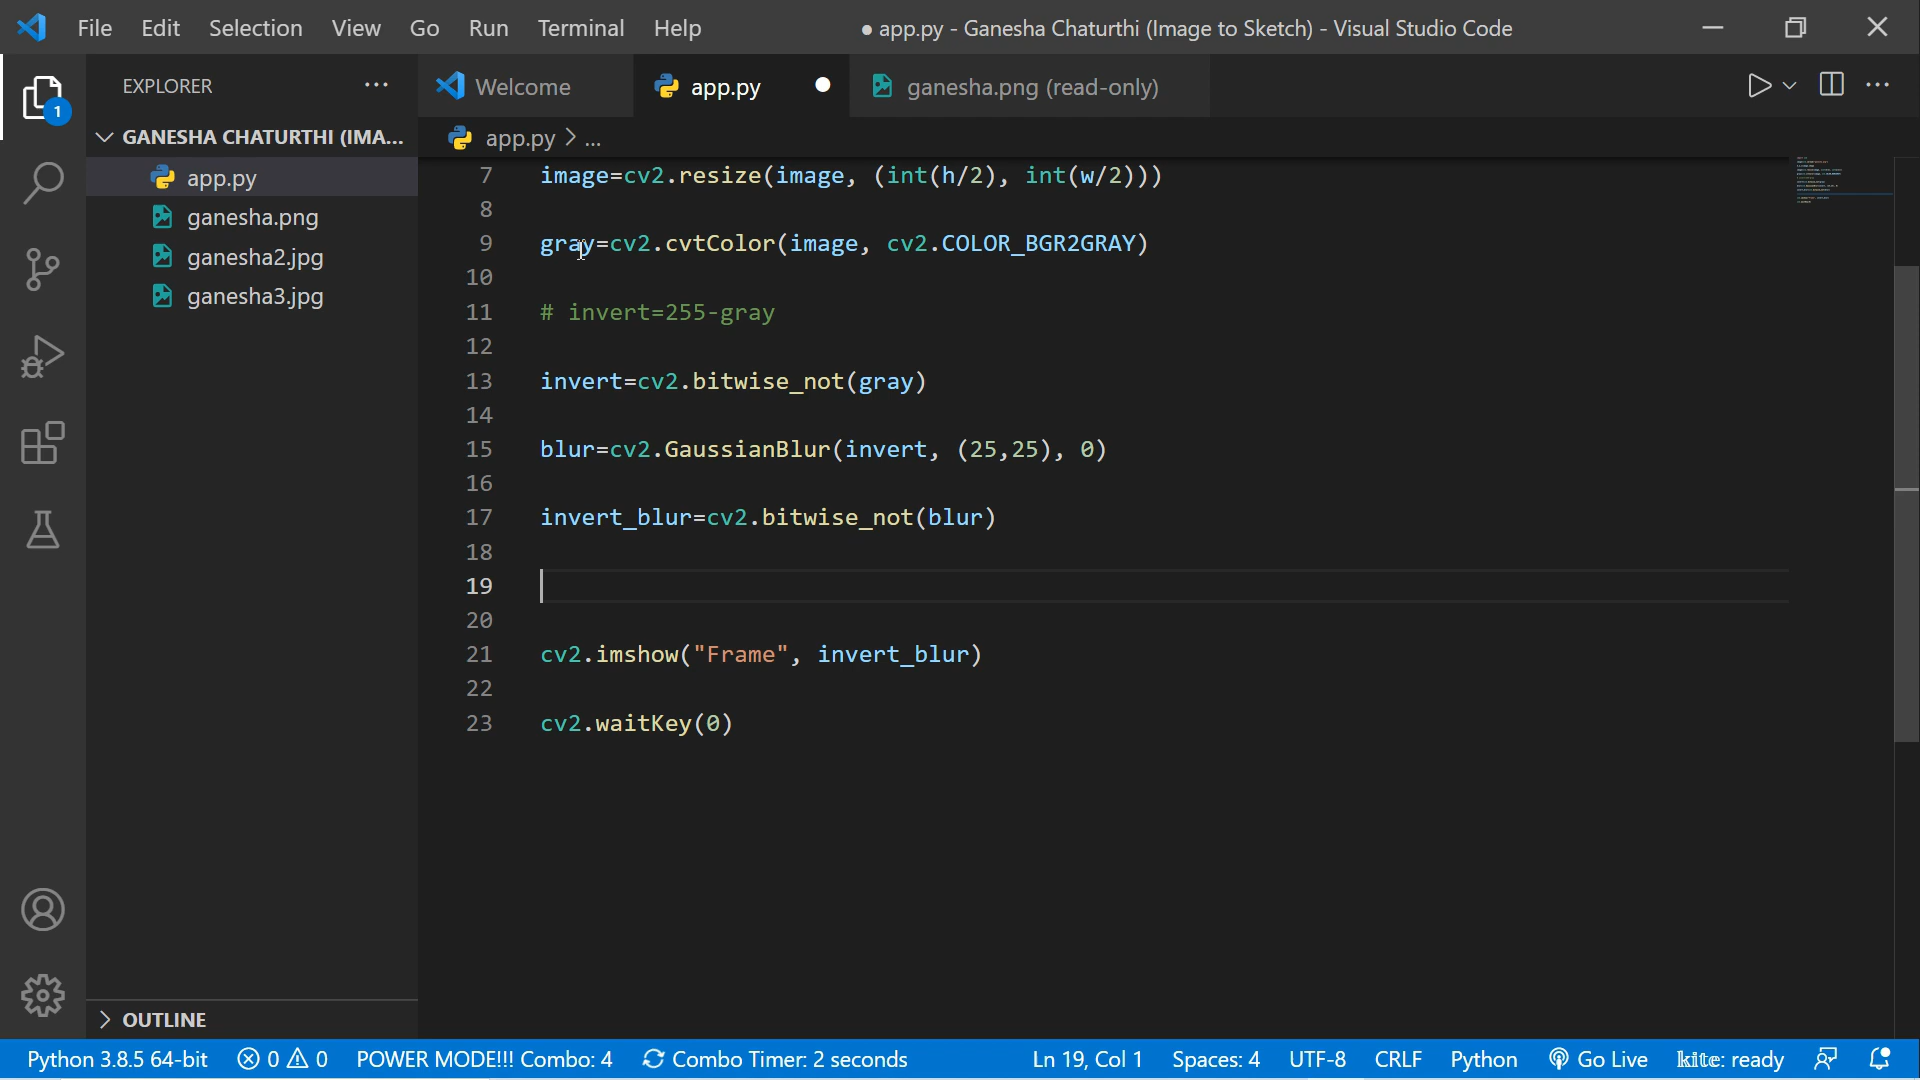 File Edit Selection View Go Run Terminal Help ● app.py - Ganesha Chaturthi (Image to Sketch) - Visual Studio Code
EXPLORER ···
Welcome app.py ● ganesha.png (read-only)
GANESHA CHATURTHI (IMA...
app.py > ...
1
app.py
ganesha.png
ganesha2.jpg
ganesha3.jpg
7 image=cv2.resize(image, (int(h/2), int(w/2)))
8
9 gray=cv2.cvtColor(image, cv2.COLOR_BGR2GRAY)
10
11 # invert=255-gray
12
13 invert=cv2.bitwise_not(gray)
14
15 blur=cv2.GaussianBlur(invert, (25,25), 0)
16
17 invert_blur=cv2.bitwise_not(blur)
18
19
20
21 cv2.imshow("Frame", invert_blur)
22
23 cv2.waitKey(0)
OUTLINE
Python 3.8.5 64-bit 0 0 POWER MODE!!! Combo: 4 Combo Timer: 2 seconds Ln 19, Col 1 Spaces: 4 UTF-8 CRLF Python Go Live kite: ready